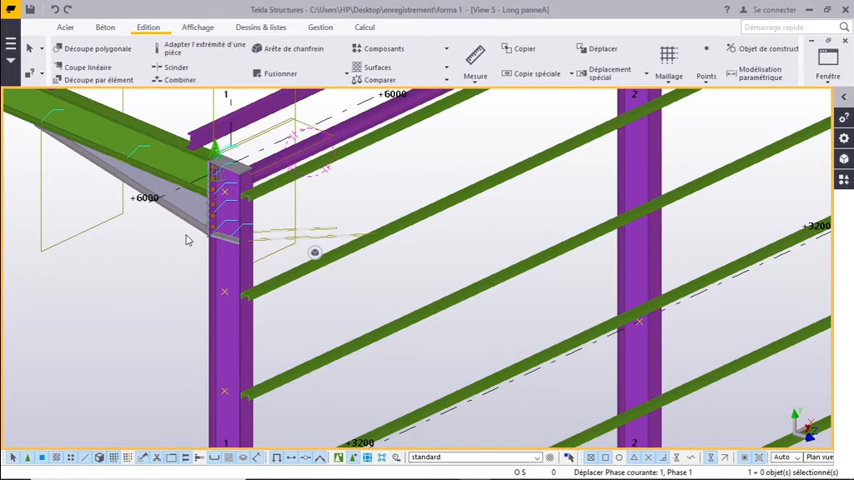 Tekla Structures - [C:\Users\HP\Desktop\enregistrement\forma 1 - [View 5 - Long panneA]
Se connecter
Acier Béton Edition Affichage Dessins & listes Gestion Calcul
Démarrage rapide
Découpe polygonale
Coupe linéaire
Découpe par élément
Adapter l'extrémité d'une pièce
Scinder
Combiner
Arête de chanfrein
Fusionner
Composants
Surfaces
Comparer
Mesure
Copier
Copie spéciale
Déplacer
Déplacement spécial
Maillage
Points
Object de construct
Modélisation paramétrique
Fenêtre
1
+6000
2
+6000
+3200
1
+3200
2
standard
Auto
Plan vue
O S 0 Déplacer Phase courante: 1, Phase 1 1 + 0 objet(s) sélectionné(s)